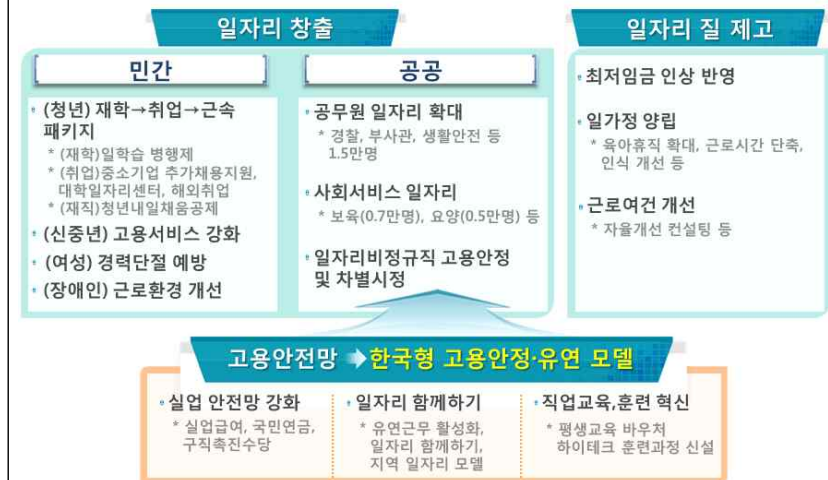 일자리 창출
민간
(청년) 재학→취업→근속
패키지
* (재학)일학습 병행제
* (취업)중소기업 추가채용지원,
대학일자리센터, 해외취업
* (재직)청년내일채움공제
(신중년) 고용서비스 강화
(여성) 경력단절 예방
(장애인) 근로환경 개선
공공
공무원 일자리 확대
* 경찰, 부사관, 생활안전 등
1.5만명
사회서비스 일자리
* 보육(0.7만명), 요양(0.5만명) 등
일자리비정규직 고용안정
및 차별시정
일자리 질 제고
최저임금 인상 반영
일가정 양립
* 육아휴직 확대, 근로시간 단축,
인식 개선 등
근로여건 개선
* 자율개선 컨설팅 등
고용안전망 ➡한국형 고용안정·유연 모델
실업 안전망 강화
* 실업급여, 국민연금,
구직촉진수당
일자리 함께하기
* 유연근무 활성화,
일자리 함께하기,
지역 일자리 모델
직업교육,훈련 혁신
* 평생교육 바우처
하이테크 훈련과정 신설